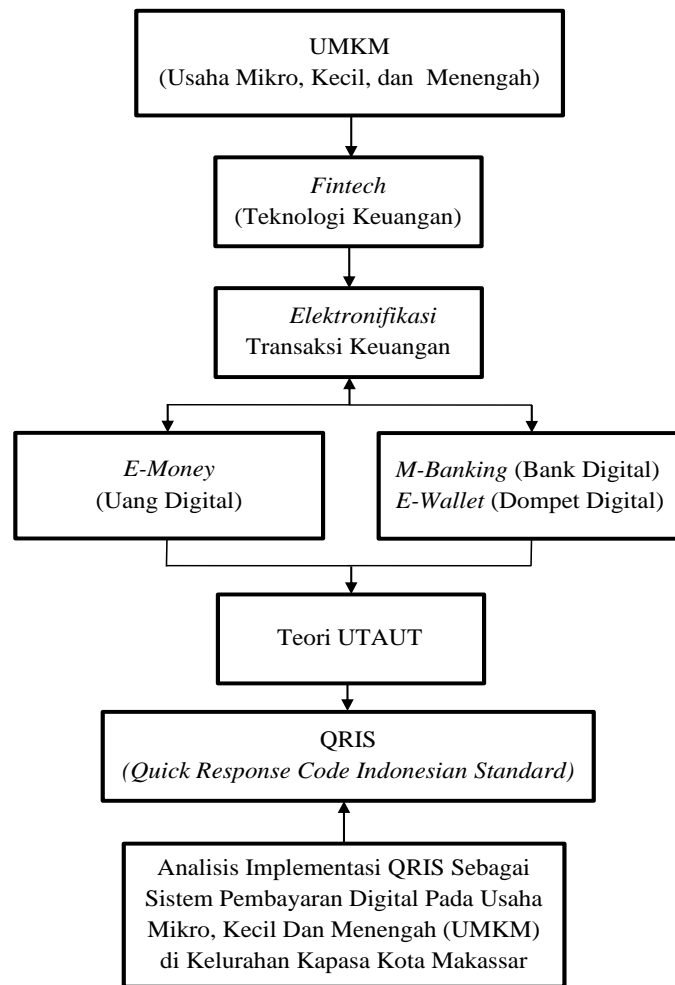 UMKM
(Usaha Mikro, Kecil, dan Menengah)
Fintech
(Teknologi Keuangan)
Elektronifikasi
Transaksi Keuangan
E-Money
(Uang Digital)
M-Banking (Bank Digital)
E-Wallet (Dompet Digital)
Teori UTAUT
QRIS
(Quick Response Code Indonesian Standard)
Analisis Implementasi QRIS Sebagai
Sistem Pembayaran Digital Pada Usaha
Mikro, Kecil Dan Menengah (UMKM)
di Kelurahan Kapasa Kota Makassar